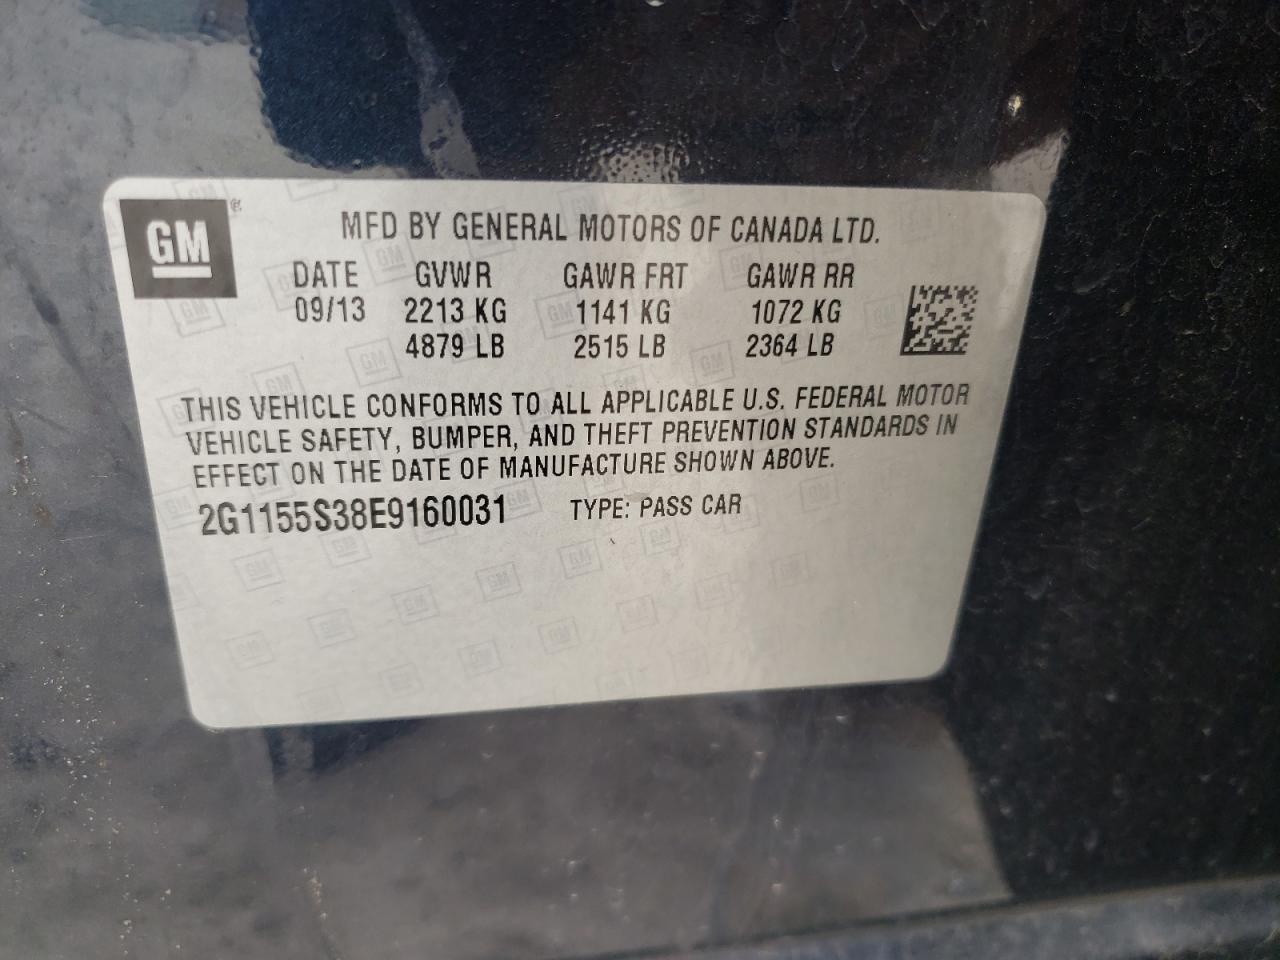 GM
MFD BY GENERAL MOTORS OF CANADA LTD.
DATE GVWR GAWR FRT GAWR RR
09/13 2213 KG 1141 KG 1072 KG
4879 LB 2515 LB 2364 LB
THIS VEHICLE CONFORMS TO ALL APPLICABLE U.S. FEDERAL MOTOR
VEHICLE SAFETY, BUMPER, AND THEFT PREVENTION STANDARDS IN
EFFECT ON THE DATE OF MANUFACTURE SHOWN ABOVE.
2G1155S38E9160031 TYPE: PASS CAR